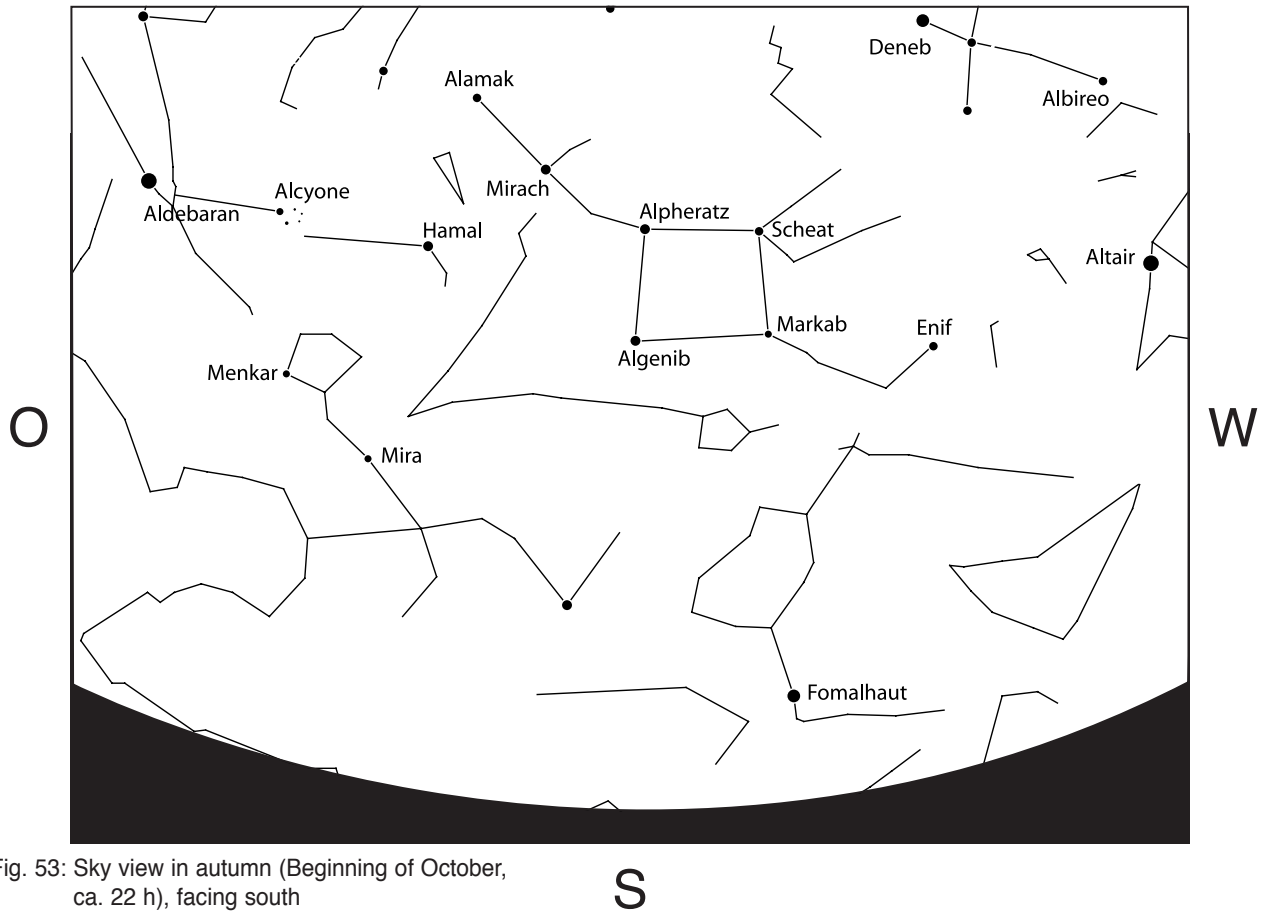 Deneb
Alamak
Albireo
Mirach
Alcyone
Aldebaran
Alpheratz
Hamal
Scheat
Altair
Markab
Enif
Algenib
Menkar
O
W
Mira
Fomalhaut
Fig. 53: Sky view in autumn (Beginning of October,
ca. 22 h), facing south
S